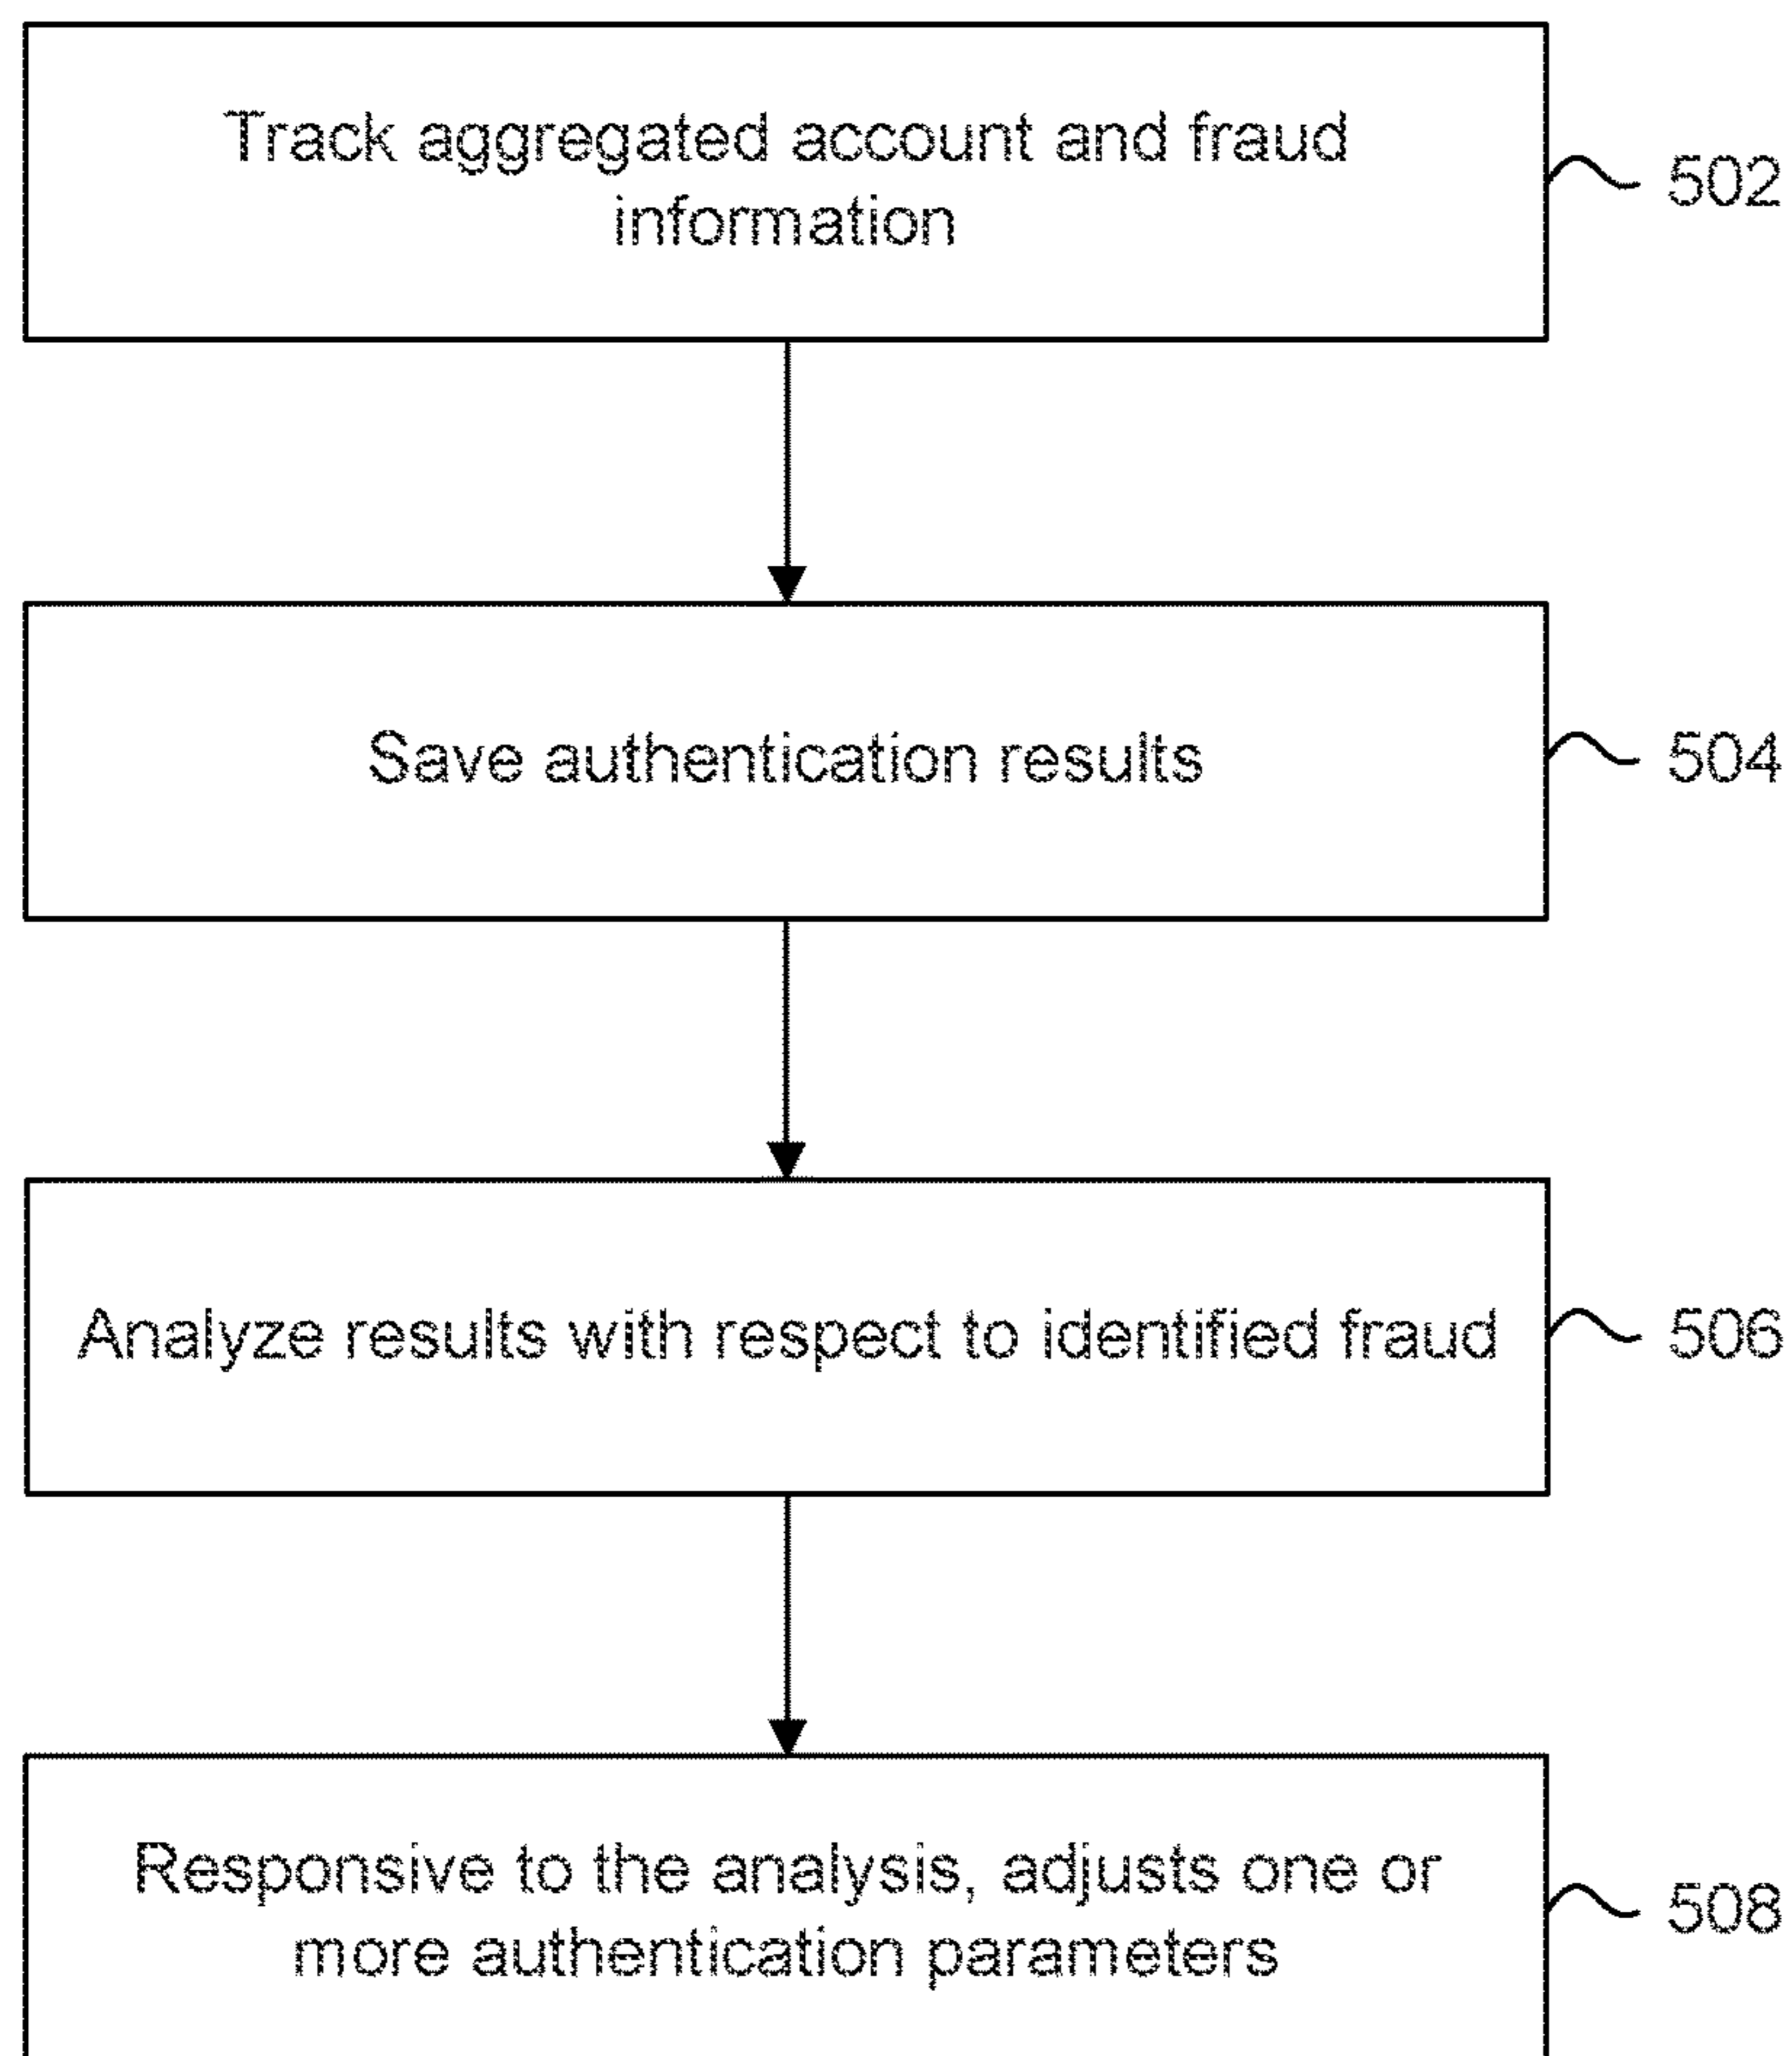 Track aggregated account and fraud
information
502
Save authentication results
504
Analyze results with respect to identified fraud
506
Responsive to the analysis, adjusts one or
more authentication parameters
508